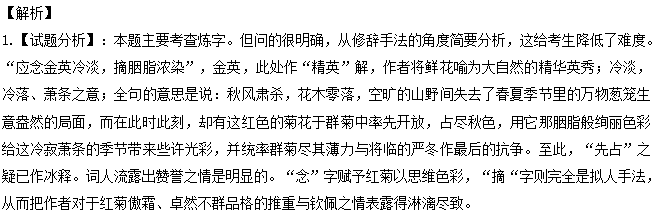 【解析】
1.【试题分析】：本题主要考查炼字。但问的很明确，从修辞手法的角度简要分析，这给考生降低了难度。
“应念金英冷淡，摘胭脂浓染”，金英，此处作“精英”解，作者将鲜花喻为大自然的精华英秀；冷淡，
冷落、萧条之意；全句的意思是说：秋风肃杀，花木零落，空旷的山野间失去了春夏季节里的万物葱笼生
意盎然的局面，而在此时此刻，却有这红色的菊花于群菊中率先开放，占尽秋色，用它那胭脂般绚丽色彩
给这冷寂萧条的季节带来些许光彩，并统率群菊尽其薄力与将临的严冬作最后的抗争。至此，“先占”之
疑已作冰释。词人流露出赞誉之情是明显的。“念”字赋予红菊以思维色彩，“摘“字则完全是拟人手法，
从而把作者对于红菊傲霜、卓然不群品格的推重与钦佩之情表露得淋漓尽致。